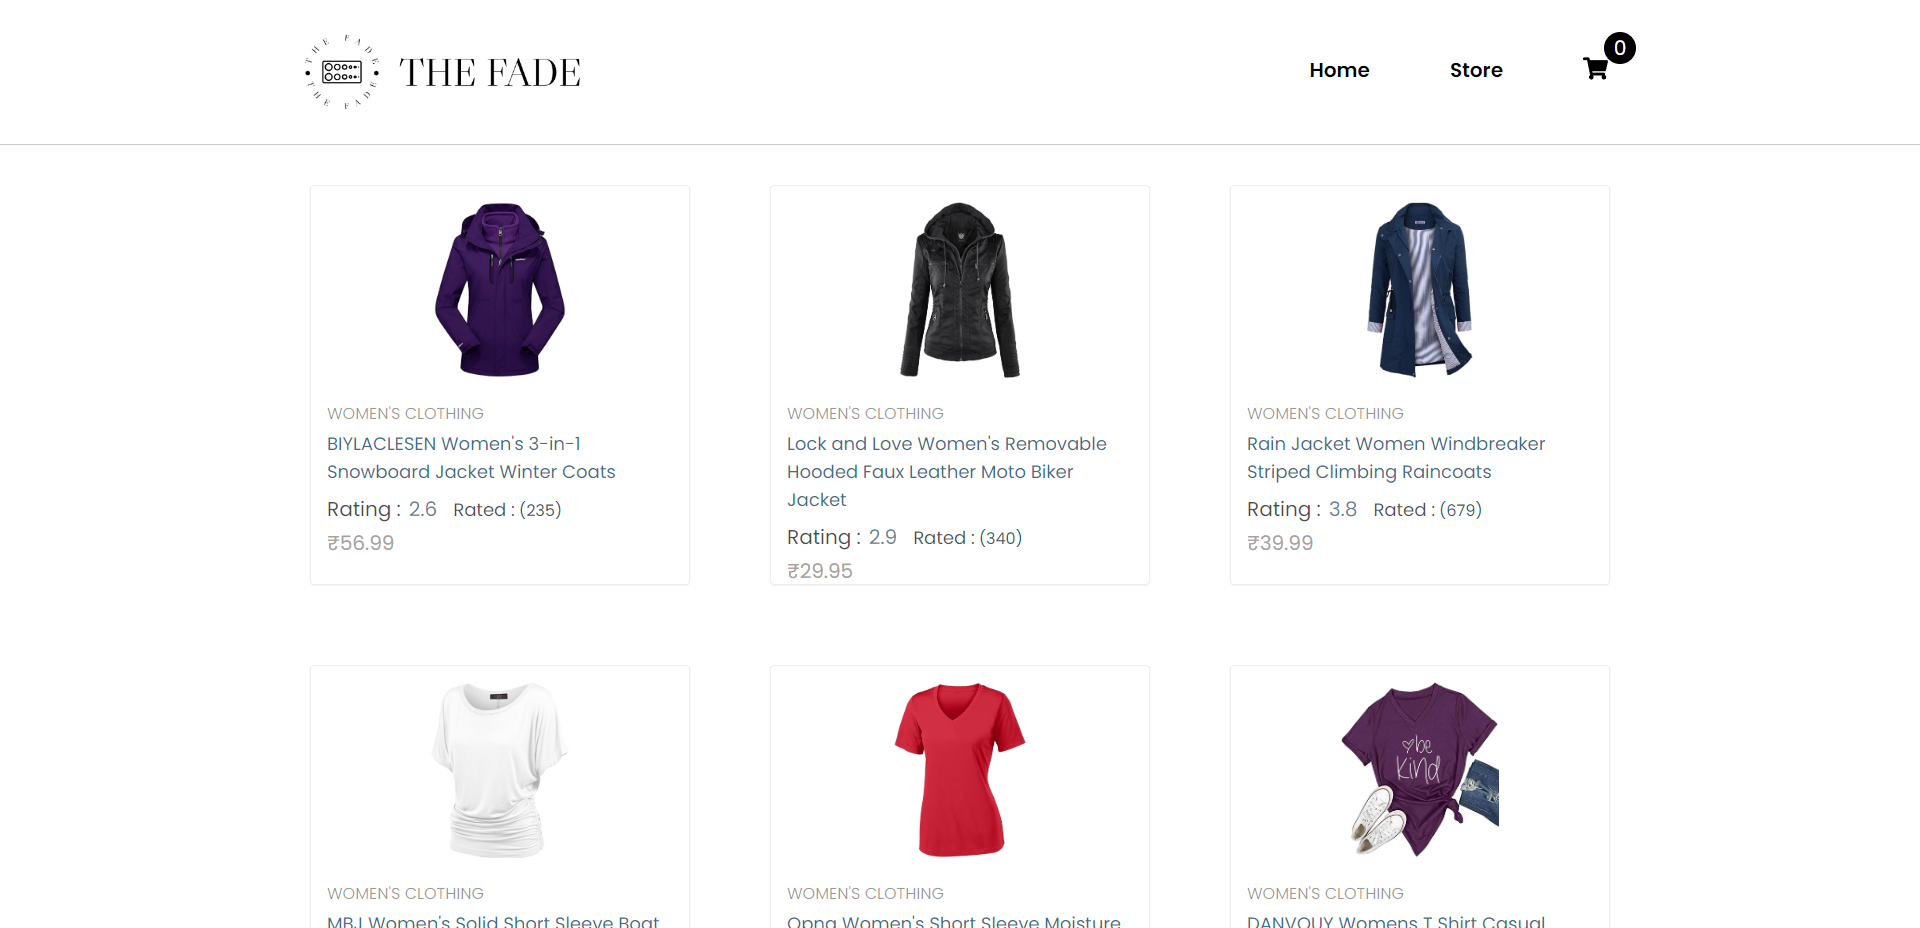 THE FADE
THE FADE
THE FADE
Home
Store
0
WOMEN'S CLOTHING
BIYLACLESEN Women's 3-in-1
Snowboard Jacket Winter Coats
Rating : 2.6 Rated : (235)
₹56.99
WOMEN'S CLOTHING
Lock and Love Women's Removable
Hooded Faux Leather Moto Biker
Jacket
Rating : 2.9 Rated : (340)
₹29.95
WOMEN'S CLOTHING
Rain Jacket Women Windbreaker
Striped Climbing Raincoats
Rating : 3.8 Rated : (679)
₹39.99
be
kind
WOMEN'S CLOTHING
MBJ Women's Solid Short Sleeve Boat
WOMEN'S CLOTHING
Opna Women's Short Sleeve Moisture
WOMEN'S CLOTHING
DANVOUY Womens T Shirt Casual